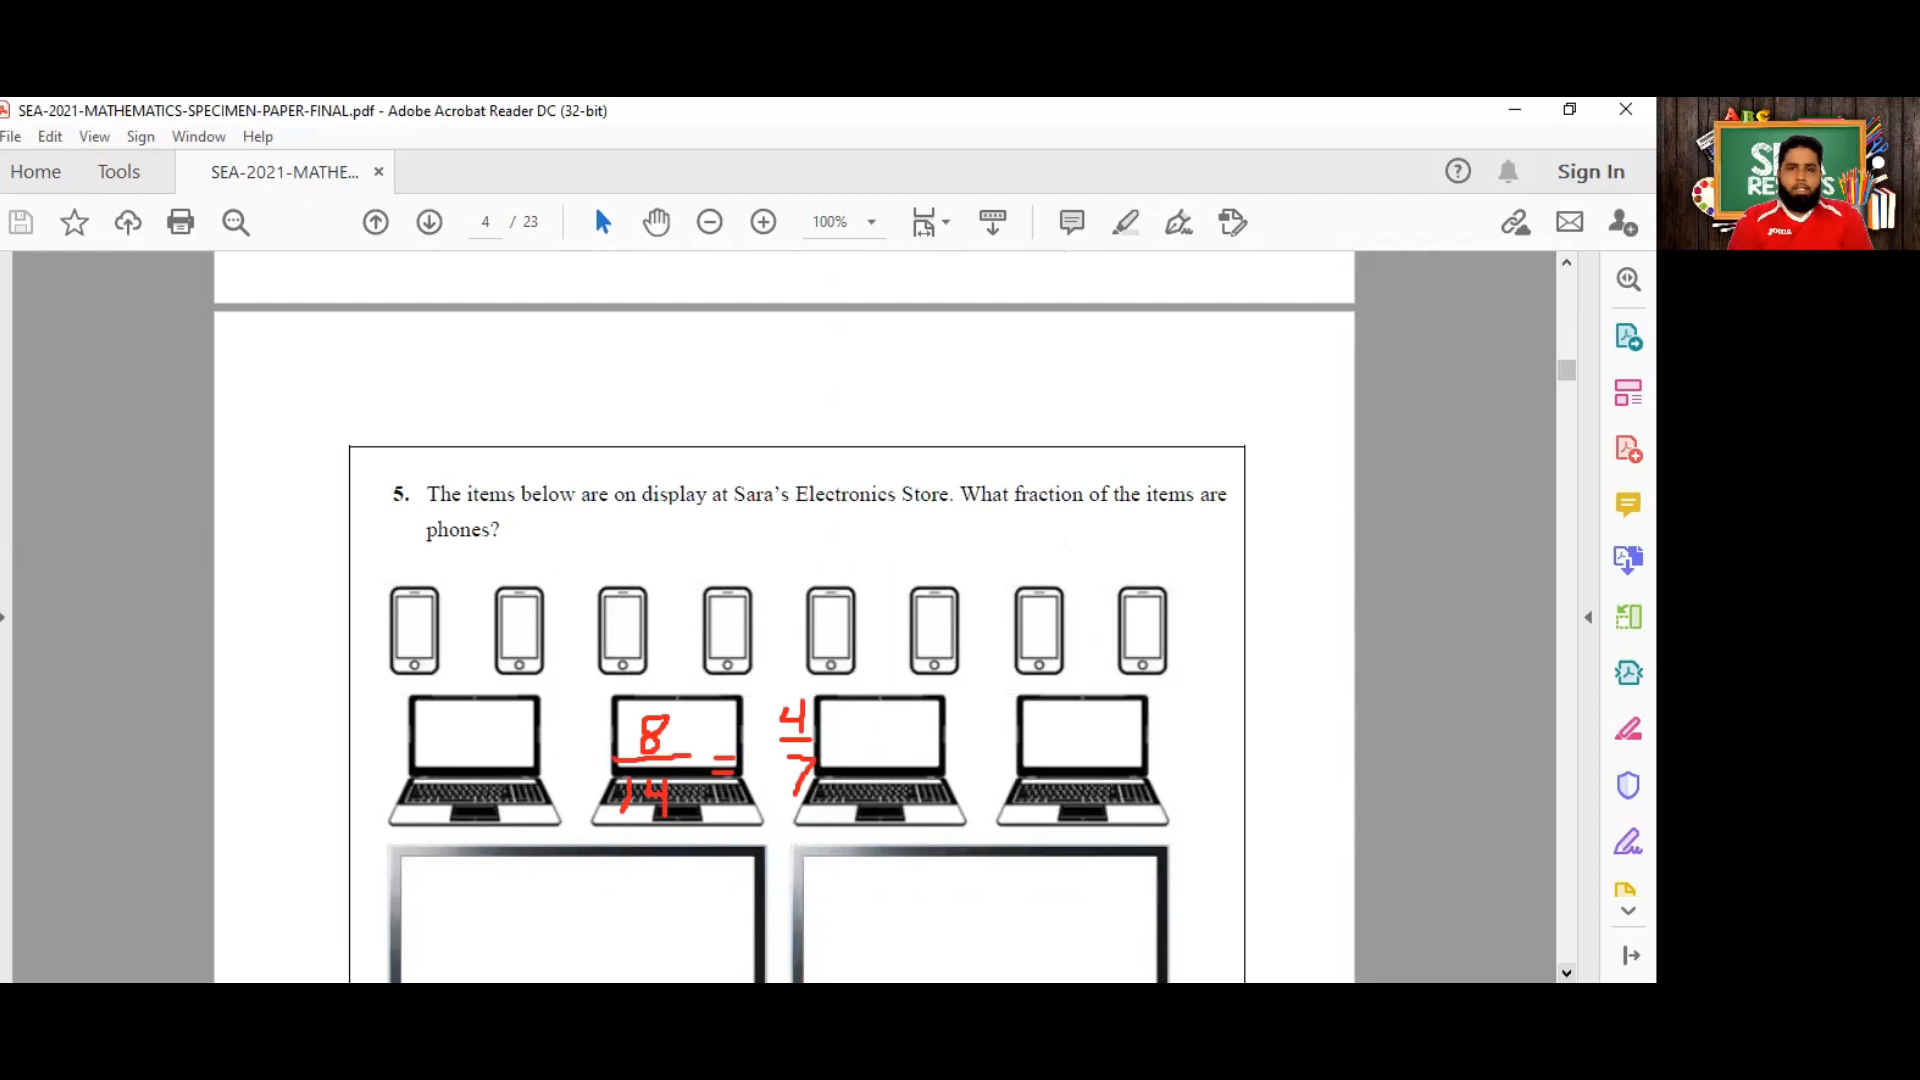 SEA-2021-MATHEMATICS-SPECIMEN-PAPER-FINAL.pdf - Adobe Acrobat Reader DC (32-bit)
File Edit View Sign Window Help
Home Tools SEA-2021-MATHE... Sign In
4 / 23 100%
5. The items below are on display at Sara's Electronics Store. What fraction of the items are
phones?
8
14
=
4
7
ABC
joma